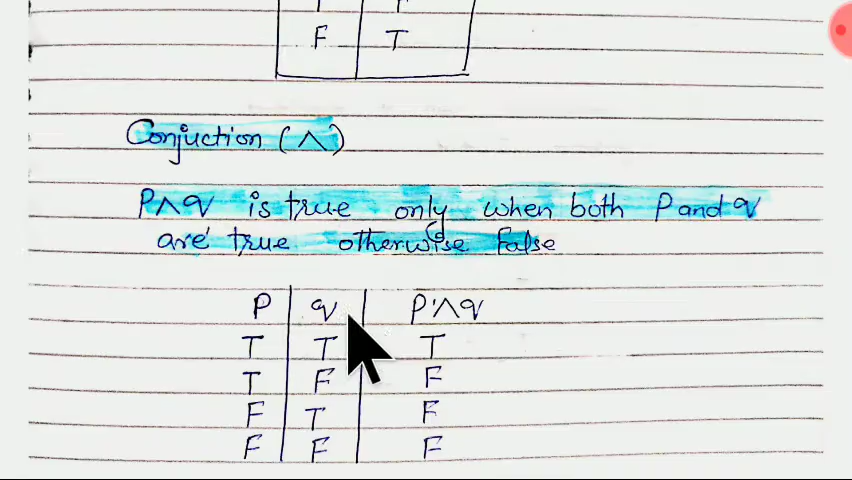 F T
Conjuction (∧)
P∧q is true only when both P and q
are true otherwise False
P q P∧q
T T T
T F F
F T F
F F F